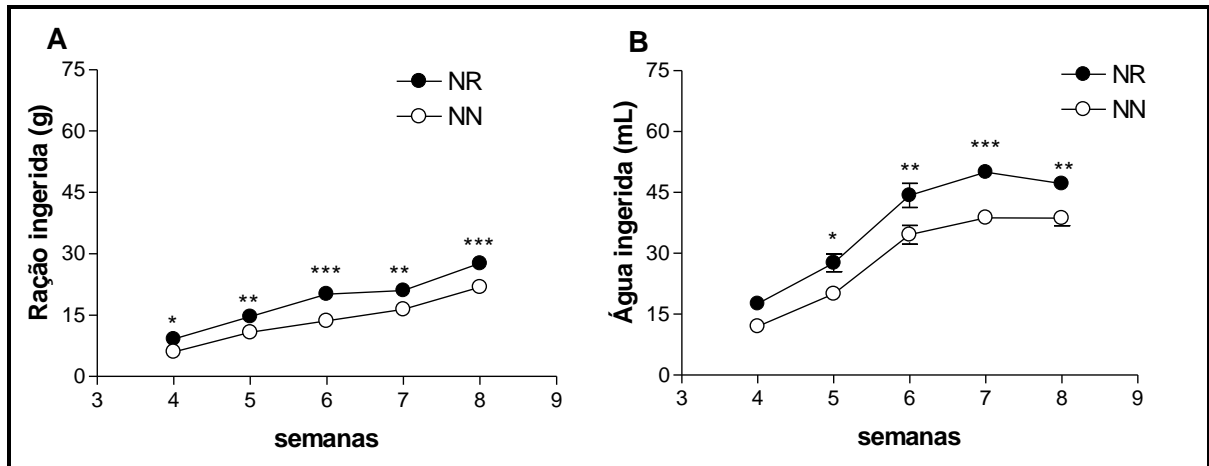 A
75
60
45
30
15
0
Ração ingerida (g)
NR
NN
*
**
***
**
***
3 4 5 6 7 8 9
semanas
B
75
60
45
30
15
0
Água ingerida (mL)
NR
NN
*
**
***
**
3 4 5 6 7 8 9
semanas